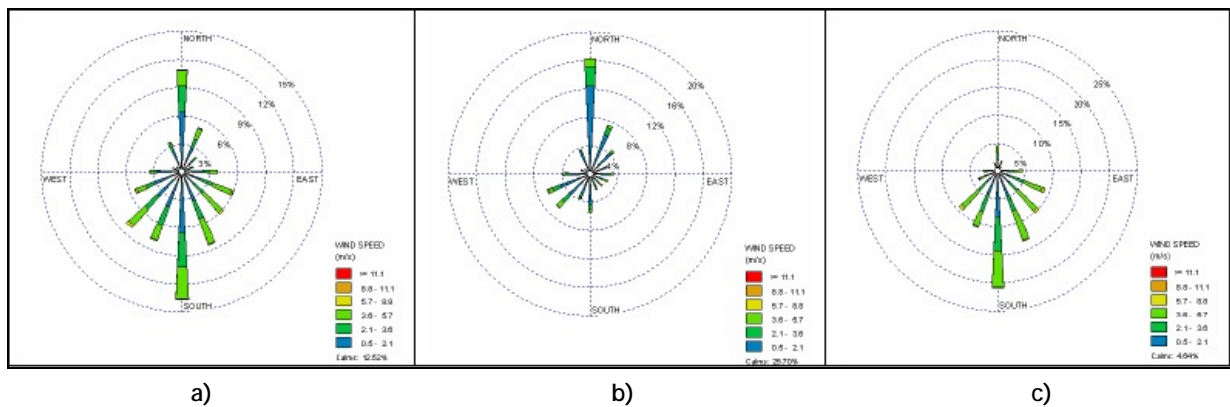 NORTH
15%
12%
9%
6%
3%
WEST
EAST
WIND SPEED
(m/s)
>= 11.1
8.8 - 11.1
5.7 - 8.8
3.6 - 5.7
2.1 - 3.6
0.5 - 2.1
SOUTH
Calms: 12.52%
a)
NORTH
20%
16%
12%
8%
4%
WEST
EAST
WIND SPEED
(m/s)
>= 11.1
8.8 - 11.1
5.7 - 8.8
3.6 - 5.7
2.1 - 3.6
0.5 - 2.1
SOUTH
Calms: 25.70%
b)
NORTH
25%
20%
15%
10%
5%
WEST
EAST
WIND SPEED
(m/s)
>= 11.1
8.8 - 11.1
5.7 - 8.8
3.6 - 5.7
2.1 - 3.6
0.5 - 2.1
SOUTH
Calms: 4.64%
c)